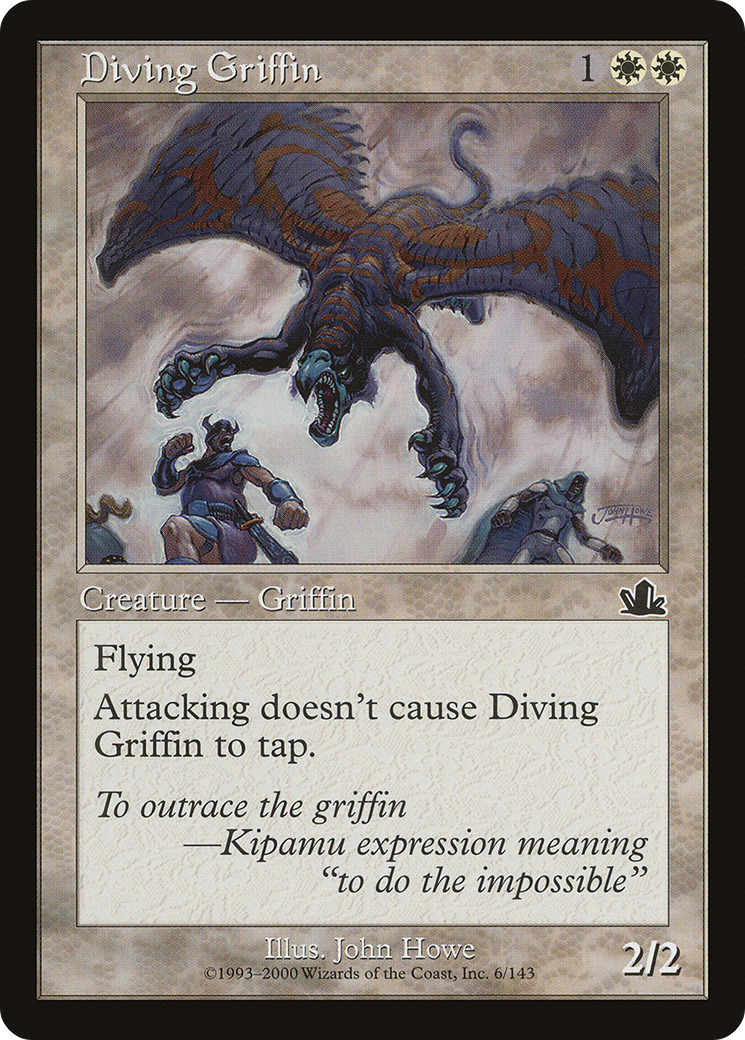 Diving Griffin 1
JOHN HOWE
Creature — Griffin
Flying
Attacking doesn't cause Diving
Griffin to tap.
To outrace the griffin
—Kipamu expression meaning
“to do the impossible”
Illus. John Howe
©1993–2000 Wizards of the Coast, Inc. 6/143
2/2